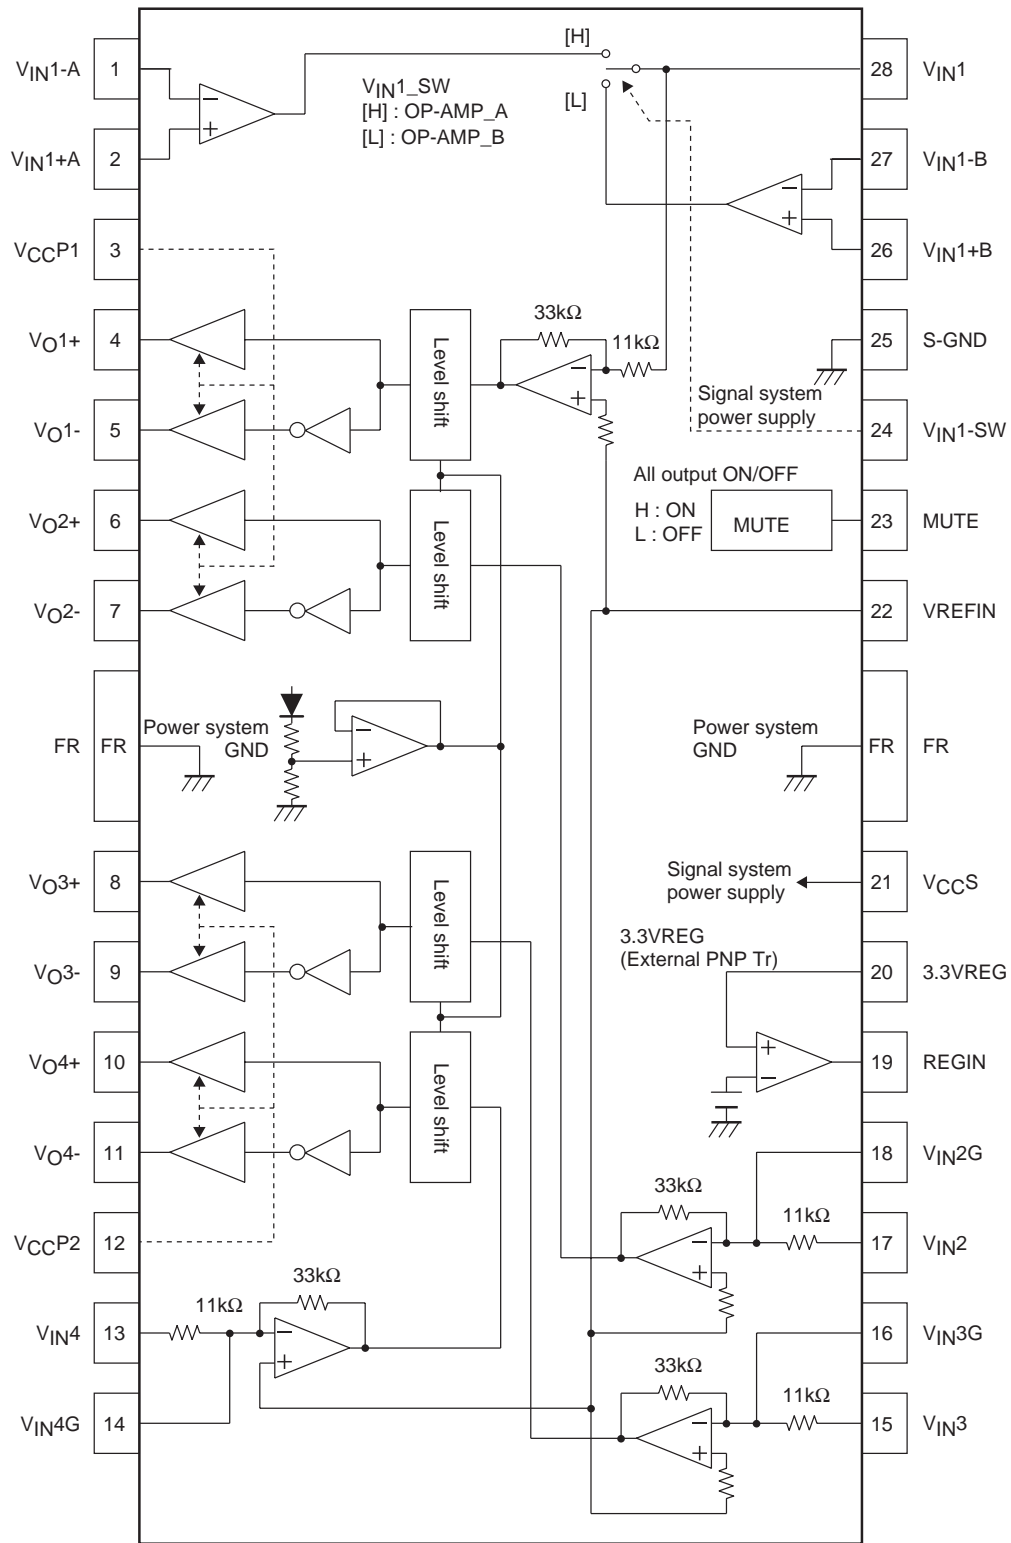 [H]
VIN1-A 1
VIN1_SW
[H] : OP-AMP_A
[L] : OP-AMP_B
[L]
28 VIN1
−
+
VIN1+A 2
27 VIN1-B
−
+
VCCP1 3
26 VIN1+B
VO1+ 4
Level shift
33kΩ
11kΩ
−
+
25 S-GND
Signal system
power supply
VO1- 5
24 VIN1-SW
All output ON/OFF
H : ON
L : OFF
MUTE
VO2+ 6
Level shift
23 MUTE
VO2- 7
22 VREFIN
FR FR
Power system
GND
−
+
Power system
GND
FR FR
VO3+ 8
Level shift
Signal system
power supply
21 VCCS
3.3VREG
(External PNP Tr)
VO3- 9
20 3.3VREG
VO4+ 10
Level shift
+
−
19 REGIN
VO4- 11
18 VIN2G
33kΩ
11kΩ
VCCP2 12
−
+
17 VIN2
33kΩ
11kΩ
VIN4 13
−
+
16 VIN3G
33kΩ
11kΩ
VIN4G 14
−
+
15 VIN3